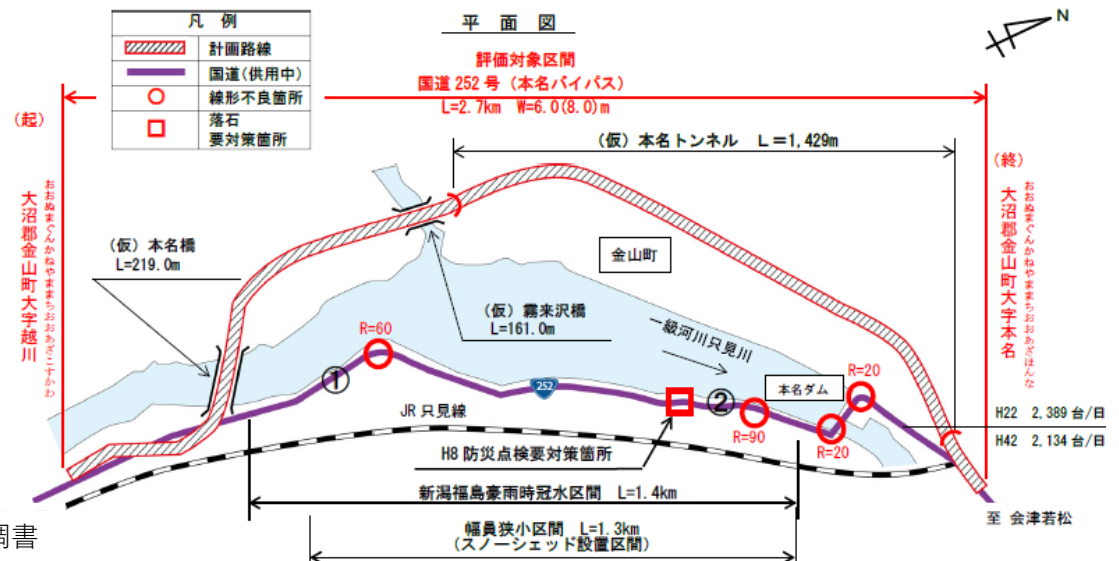 凡 例
計画路線
国道(供用中)
線形不良箇所
落石
要対策箇所
平 面 図
N
評価対象区間
国道 252 号 (本名バイパス)
L=2.7km W=6.0(8.0)m
(起)
(仮) 本名トンネル L=1,429m
(終)
大沼郡金山町大字越川
おおぬまぐんかねやままちおおあざこすかわ
大沼郡金山町大字本名
おおぬまぐんかねやままちおおあざほんな
(仮) 本名橋
L=219.0m
金山町
(仮) 霧来沢橋
L=161.0m
一級河川只見川
R=60
①
252
②
本名ダム
R=20
R=90
R=20
JR 只見線
H22 2,389 台/日
H42 2,134 台/日
H8 防災点検要対策箇所
新潟福島豪雨時冠水区間 L=1.4km
至 会津若松
幅員狭小区間 L=1.3km
(スノーシェッド設置区間)
調書